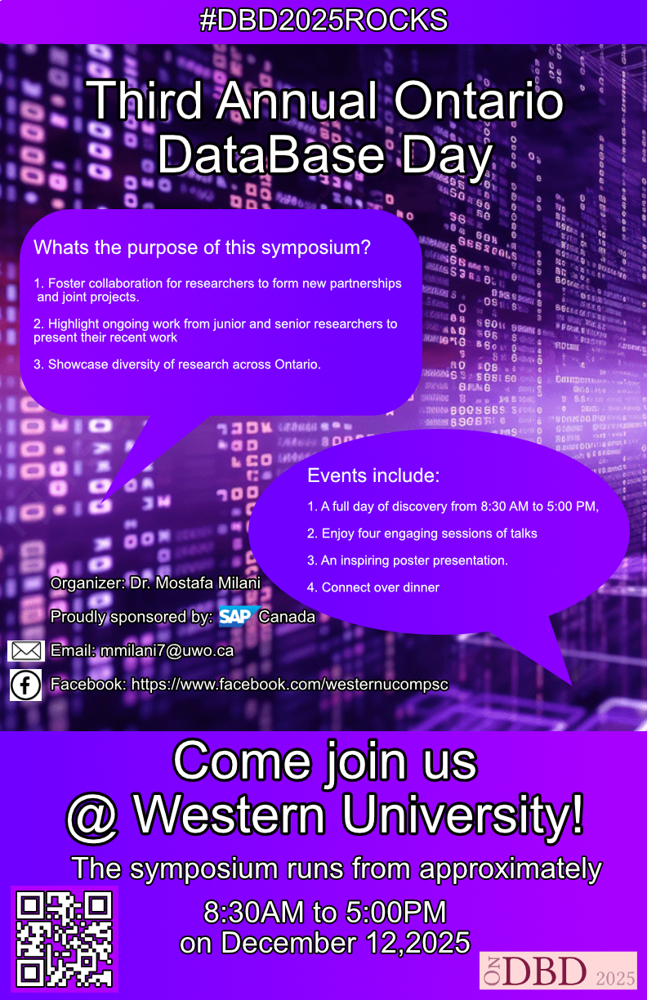 #DBD2025ROCKS
Third Annual Ontario
DataBase Day
Whats the purpose of this symposium?
1. Foster collaboration for researchers to form new partnerships
and joint projects.
2. Highlight ongoing work from junior and senior researchers to
present their recent work
3. Showcase diversity of research across Ontario.
Events include:
1. A full day of discovery from 8:30 AM to 5:00 PM,
2. Enjoy four engaging sessions of talks
3. An inspiring poster presentation.
4. Connect over dinner
Organizer: Dr. Mostafa Milani
Proudly sponsored by: SAP Canada
Email: mmilani7@uwo.ca
Facebook: https://www.facebook.com/westernucompsc
Come join us
@ Western University!
The symposium runs from approximately
8:30AM to 5:00PM
on December 12,2025
ON DBD 2025